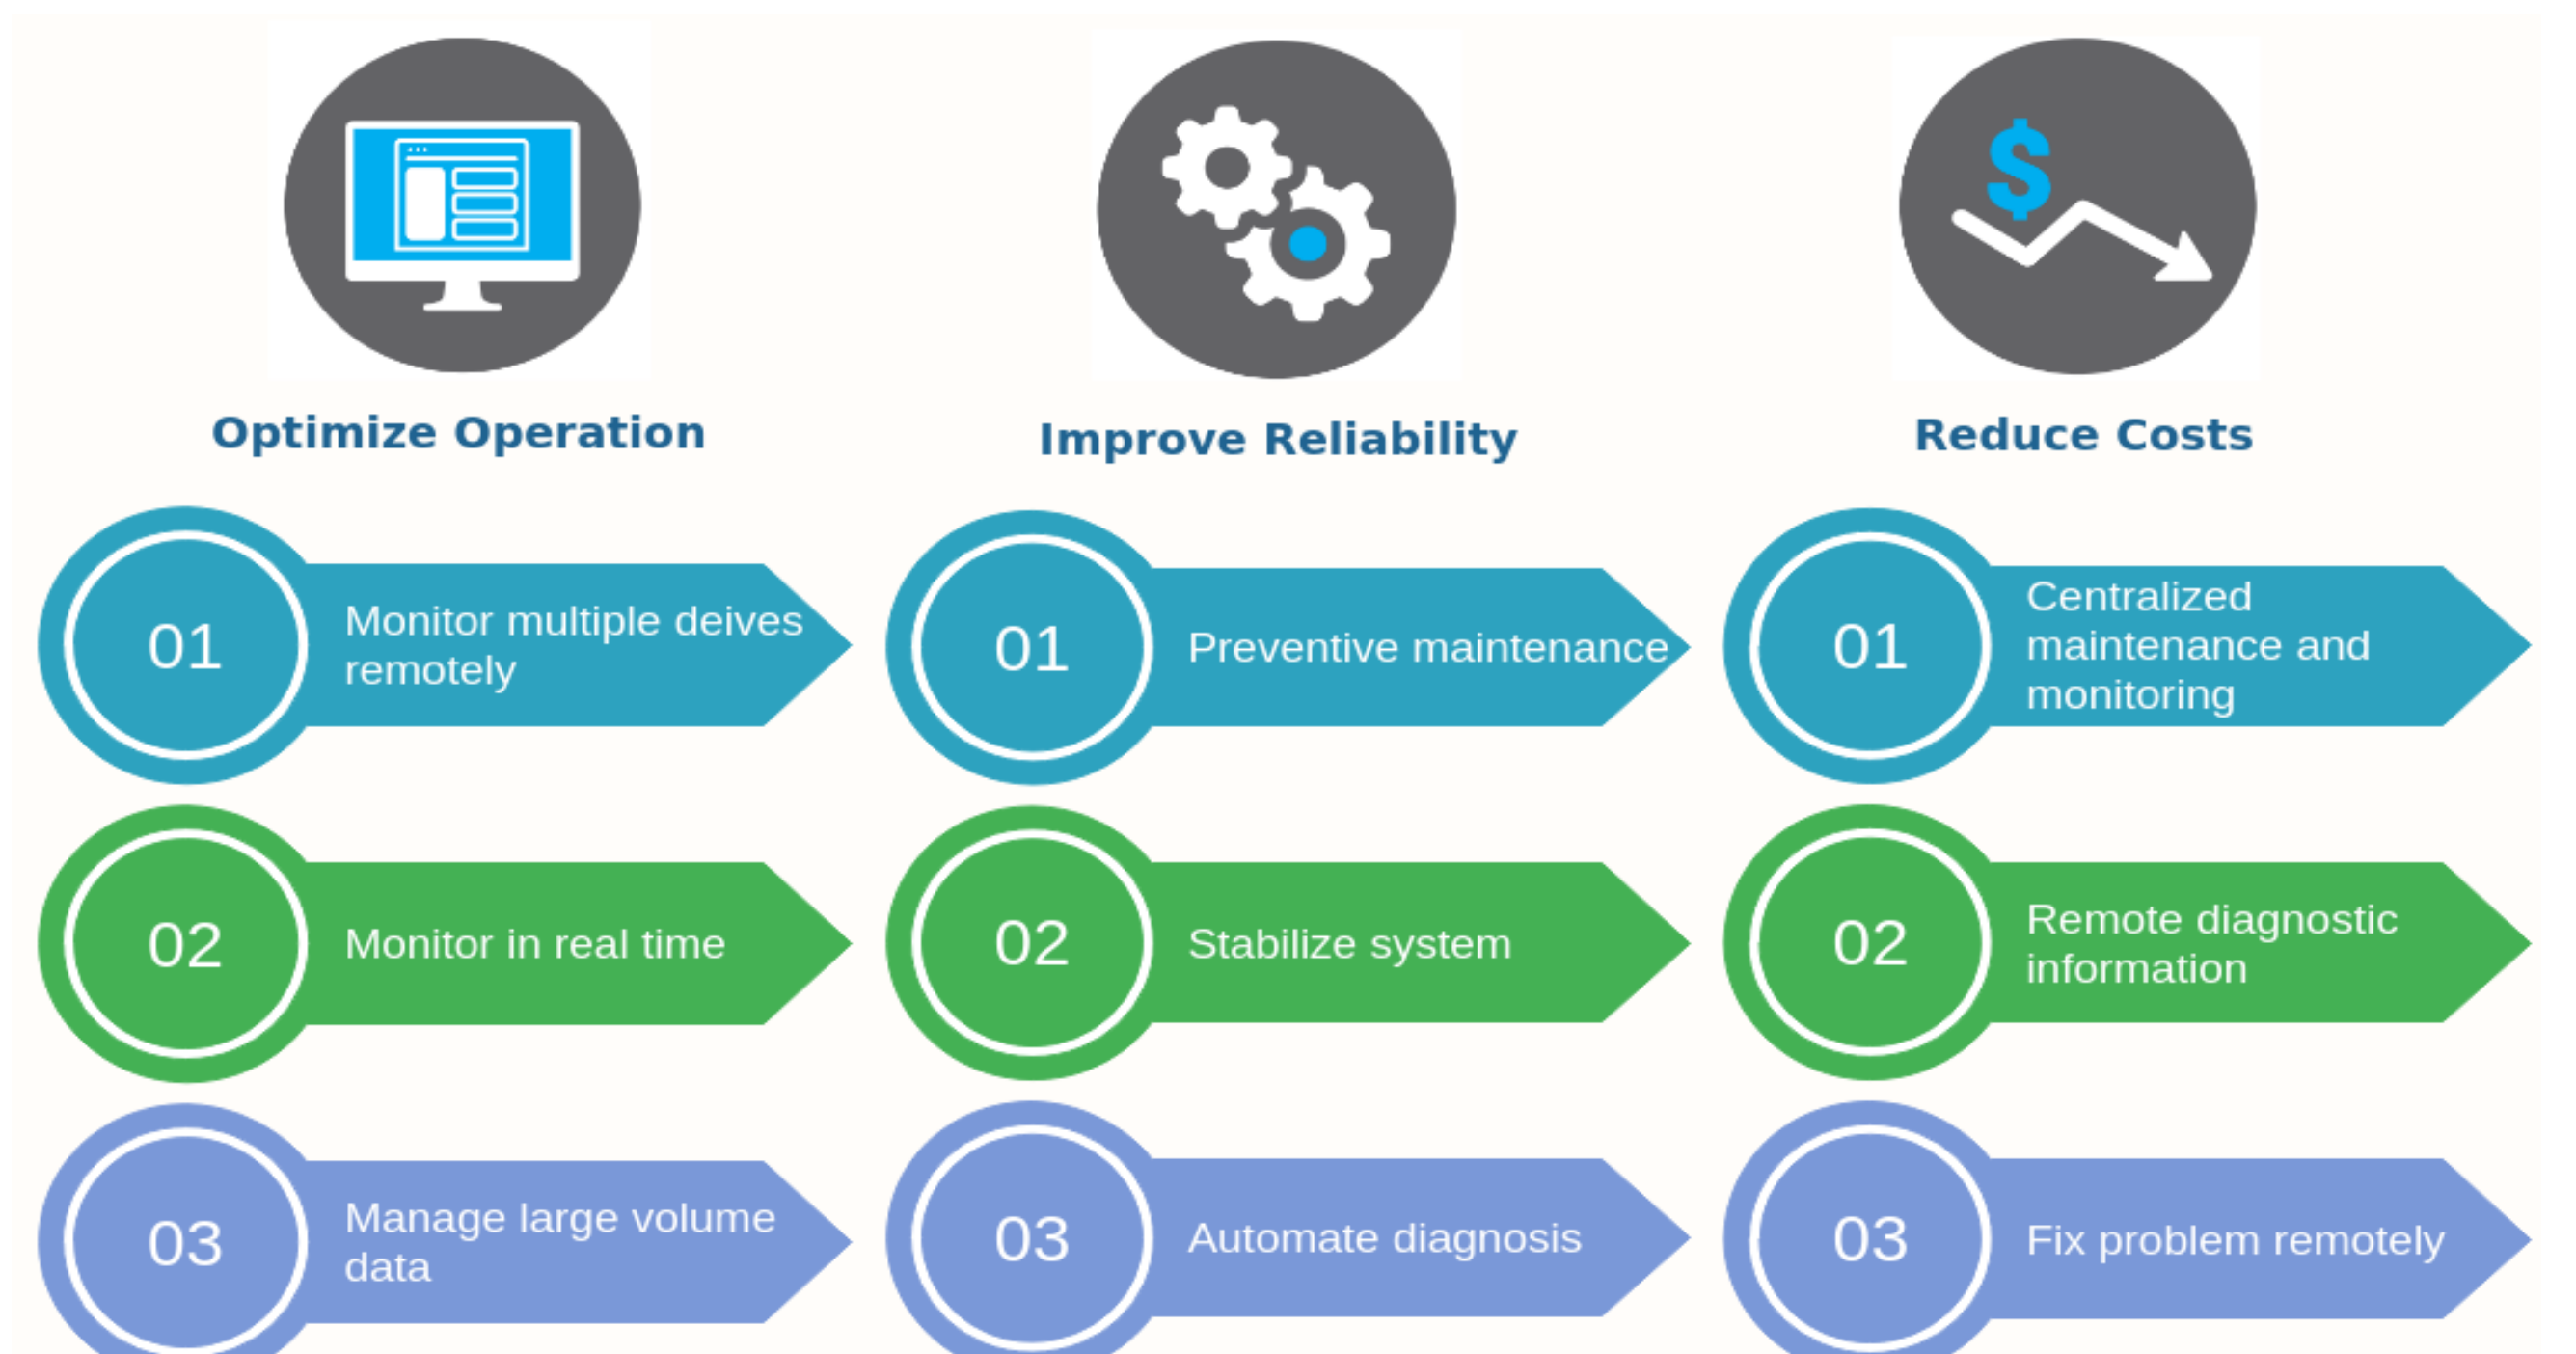 Optimize Operation
01
Monitor multiple deives
remotely
02
Monitor in real time
03
Manage large volume
data
Improve Reliability
01
Preventive maintenance
02
Stabilize system
03
Automate diagnosis
$
Reduce Costs
01
Centralized
maintenance and
monitoring
02
Remote diagnostic
information
03
Fix problem remotely